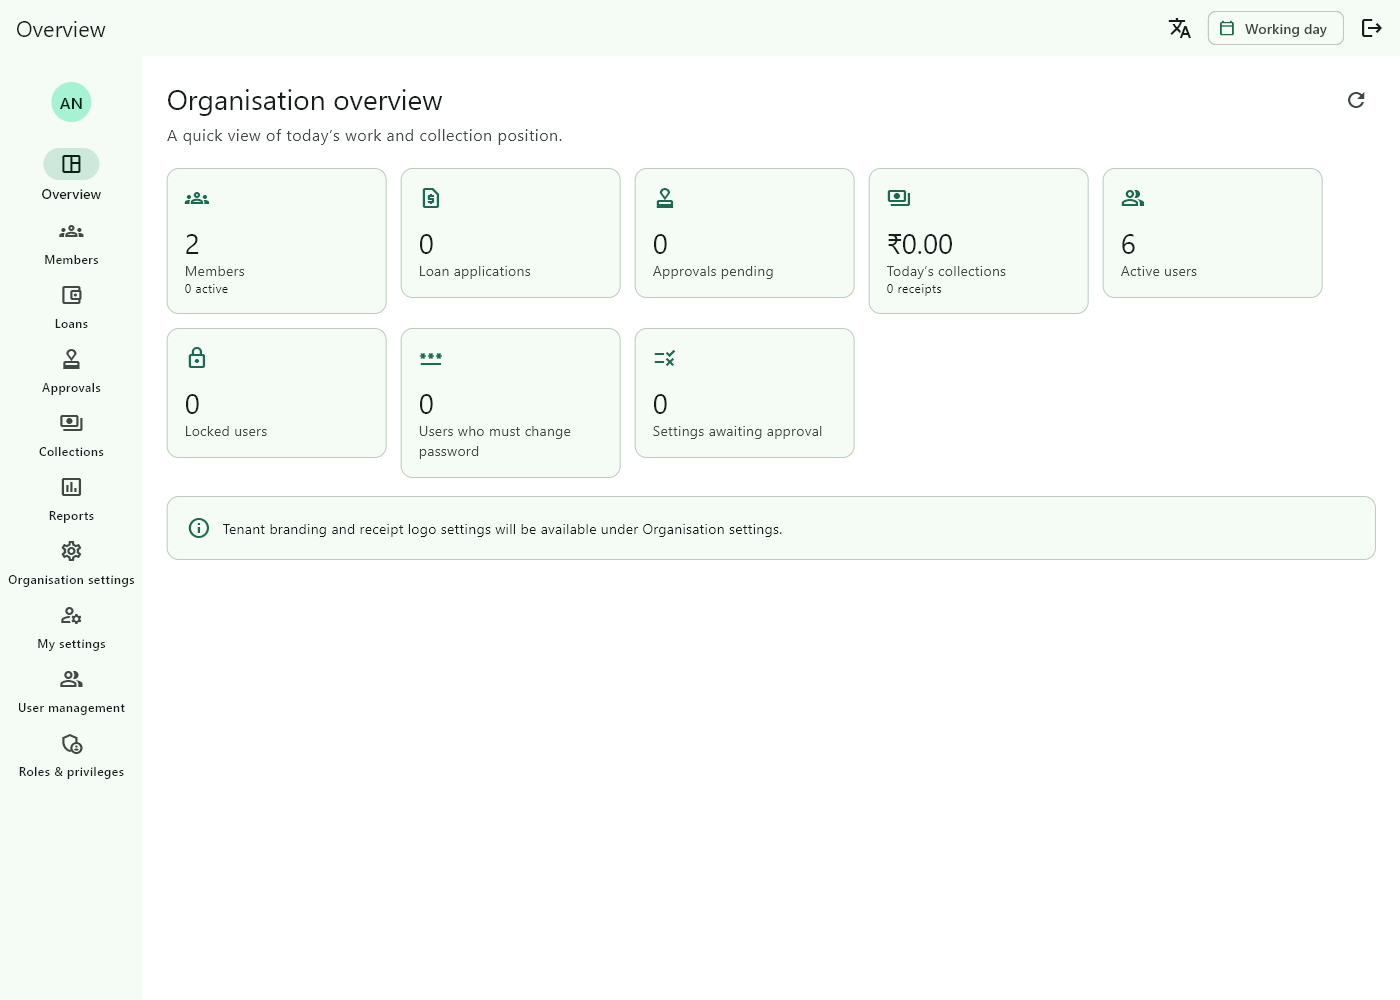 Overview
Working day
AN
Overview
Members
Loans
Approvals
Collections
Reports
Organisation settings
My settings
User management
Roles & privileges
Organisation overview
A quick view of today’s work and collection position.
2
Members
0 active
0
Loan applications
0
Approvals pending
₹0.00
Today’s collections
0 receipts
6
Active users
0
Locked users
0
Users who must change
password
0
Settings awaiting approval
Tenant branding and receipt logo settings will be available under Organisation settings.